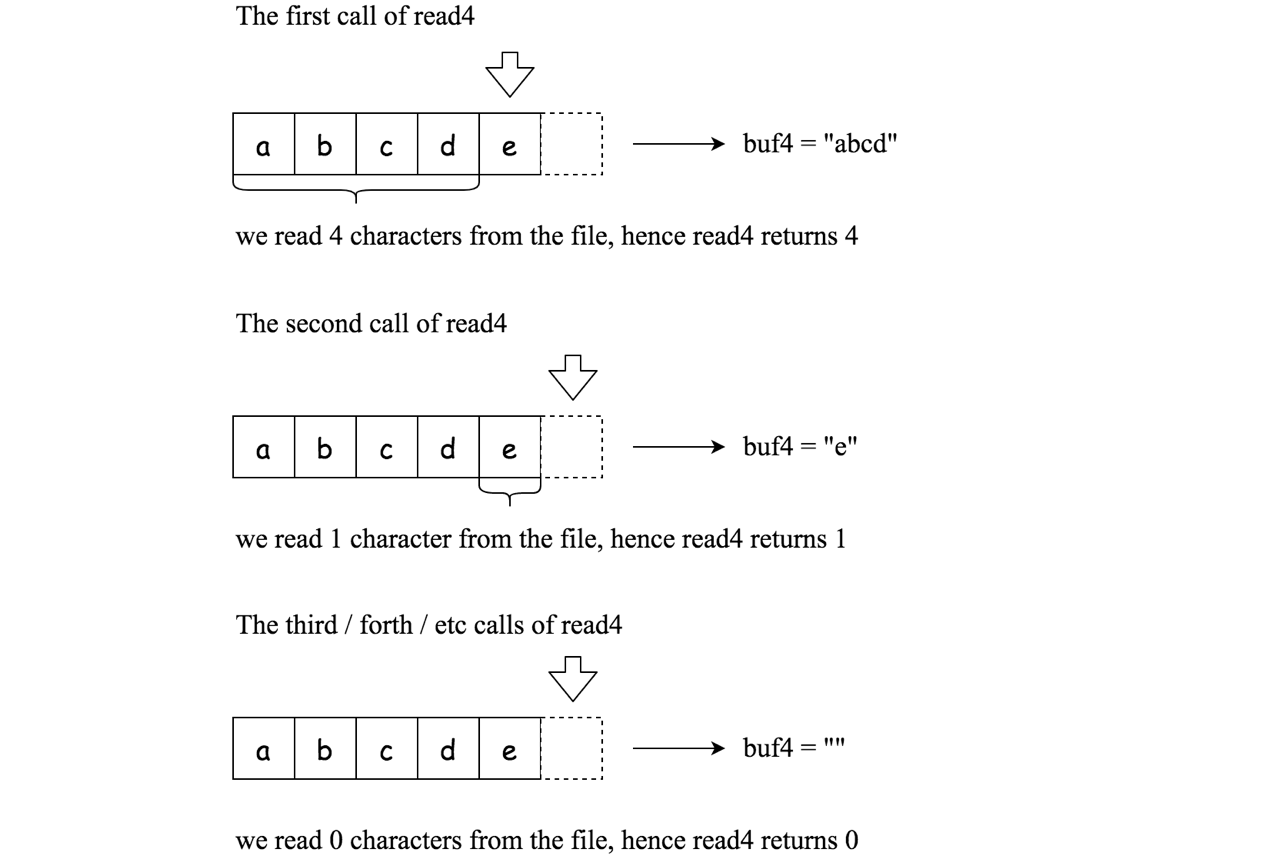 The first call of read4
a b c d e
buf4 = "abcd"
we read 4 characters from the file, hence read4 returns 4
The second call of read4
a b c d e
buf4 = "e"
we read 1 character from the file, hence read4 returns 1
The third / forth / etc calls of read4
a b c d e
buf4 = ""
we read 0 characters from the file, hence read4 returns 0